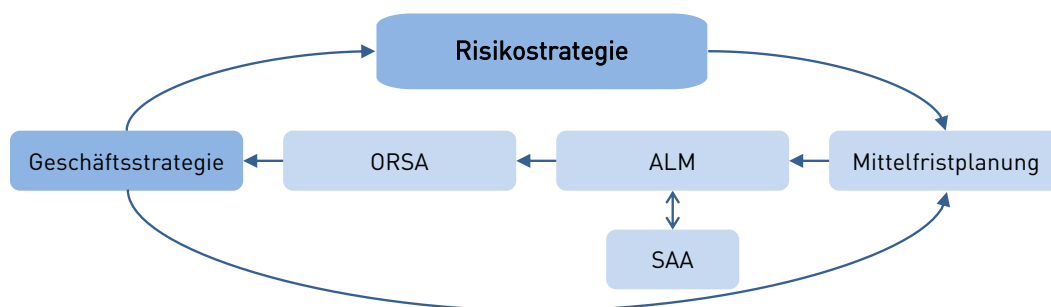 Risikostrategie
Geschäftsstrategie
ORSA
ALM
Mittelfristplanung
SAA